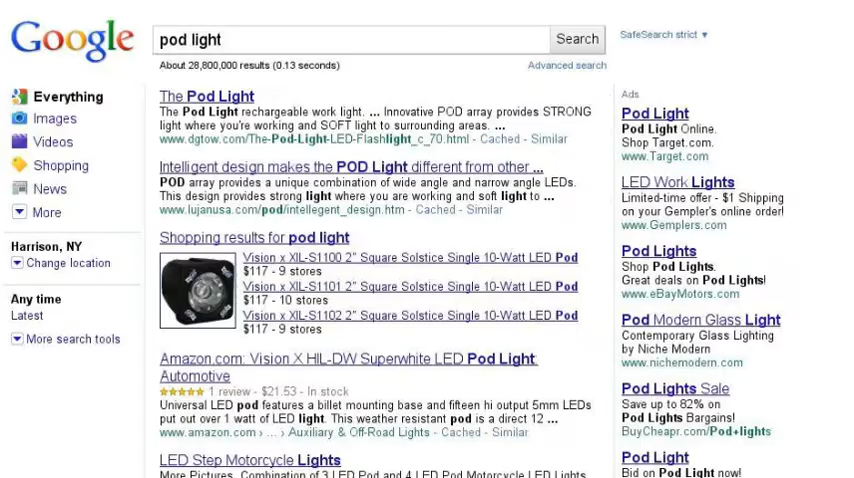 Google
pod light
Search
SafeSearch strict ▼
About 28,800,000 results (0.13 seconds)
Advanced search
Everything
Images
Videos
Shopping
News
More
Harrison, NY
Change location
Any time
Latest
More search tools
The Pod Light
The Pod Light rechargeable work light. ... Innovative POD array provides STRONG
light where you're working and SOFT light to surrounding areas. ...
www.dgtow.com/The-Pod-Light-LED-Flashlight_c_70.html - Cached - Similar
Intelligent design makes the POD Light different from other ...
POD array provides a unique combination of wide angle and narrow angle LEDs.
This design provides strong light where you are working and soft light to ...
www.lujanusa.com/pod/intellegent_design.htm - Cached - Similar
Shopping results for pod light
Vision x XIL-S1100 2" Square Solstice Single 10-Watt LED Pod
$117 - 9 stores
Vision x XIL-S1101 2" Square Solstice Single 10-Watt LED Pod
$117 - 10 stores
Vision x XIL-S1102 2" Square Solstice Single 10-Watt LED Pod
$117 - 9 stores
Amazon.com: Vision X HIL-DW Superwhite LED Pod Light:
Automotive
1 review - $21.53 - In stock
Universal LED pod features a billet mounting base and fifteen hi output 5mm LEDs
put out over 1 watt of LED light. This weather resistant pod is a direct 12 ...
www.amazon.com › ... › Auxiliary & Off-Road Lights - Cached - Similar
LED Step Motorcycle Lights
More Pictures. Combination of 3 LED Pod and 4 LED Pod Motorcycle LED Lights
Ads
Pod Light
Pod Light Online.
Shop Target.com.
www.Target.com
LED Work Lights
Limited-time offer - $1 Shipping
on your Gempler's online order!
www.Gemplers.com
Pod Lights
Shop Pod Lights.
Great deals on Pod Lights!
www.eBayMotors.com
Pod Modern Glass Light
Contemporary Glass Lighting
by Niche Modern
www.nichemodern.com
Pod Lights Sale
Save up to 82% on
Pod Lights Bargains!
BuyCheapr.com/Pod+lights
Pod Light
Bid on Pod Light now!